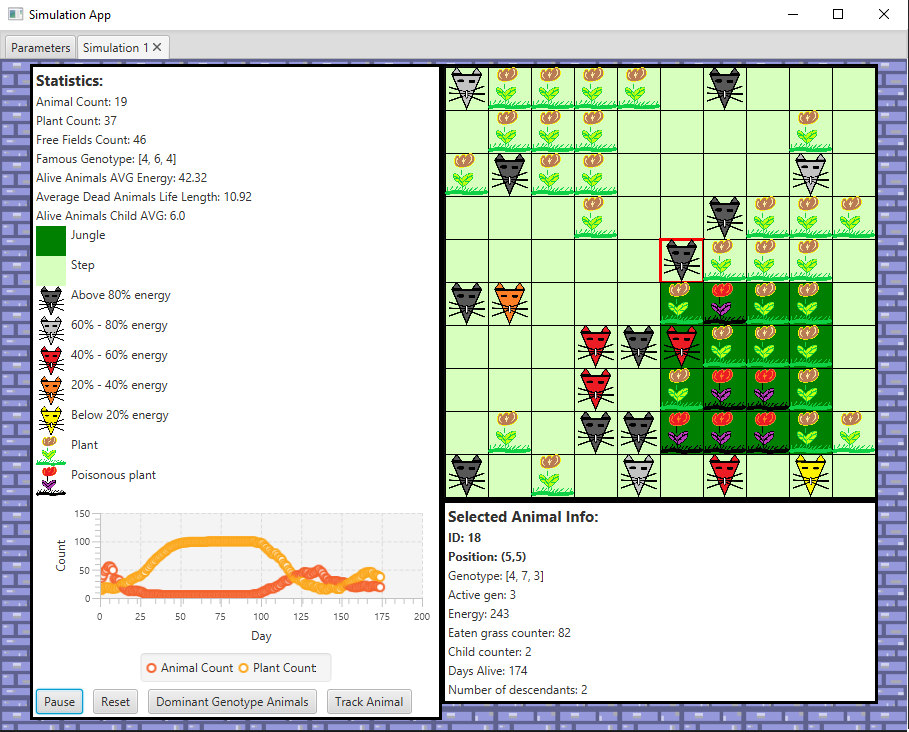 Simulation App
Parameters
Simulation 1
Statistics:
Animal Count: 19
Plant Count: 37
Free Fields Count: 46
Famous Genotype: [4, 6, 4]
Alive Animals AVG Energy: 42.32
Average Dead Animals Life Length: 10.92
Alive Animals Child AVG: 6.0
Jungle
Step
Above 80% energy
60% - 80% energy
40% - 60% energy
20% - 40% energy
Below 20% energy
Plant
Poisonous plant
150
100
50
0
Count
0 25 50 75 100 125 150 175 200
Day
Animal Count Plant Count
Pause
Reset
Dominant Genotype Animals
Track Animal
Selected Animal Info:
ID: 18
Position: (5,5)
Genotype: [4, 7, 3]
Active gen: 3
Energy: 243
Eaten grass counter: 82
Child counter: 2
Days Alive: 174
Number of descendants: 2